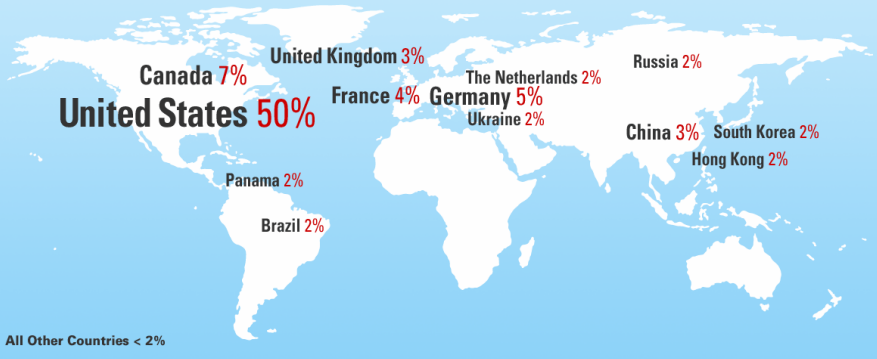 United Kingdom 3%
Russia 2%
Canada 7%
The Netherlands 2%
France 4%
Germany 5%
United States 50%
Ukraine 2%
China 3%
South Korea 2%
Hong Kong 2%
Panama 2%
Brazil 2%
All Other Countries < 2%